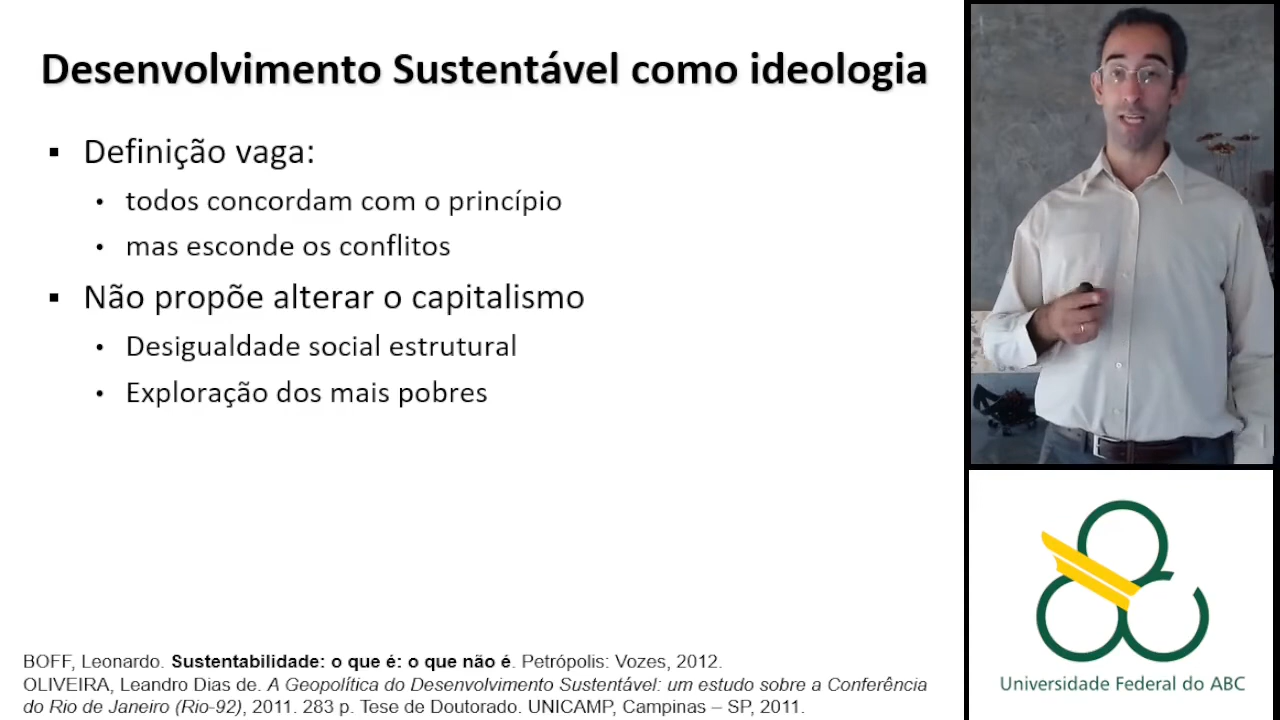 Desenvolvimento Sustentável como ideologia
▪ Definição vaga:
• todos concordam com o princípio
• mas esconde os conflitos
▪ Não propõe alterar o capitalismo
• Desigualdade social estrutural
• Exploração dos mais pobres
BOFF, Leonardo. Sustentabilidade: o que é: o que não é. Petrópolis: Vozes, 2012.
OLIVEIRA, Leandro Dias de. A Geopolítica do Desenvolvimento Sustentável: um estudo sobre a Conferência
do Rio de Janeiro (Rio-92), 2011. 283 p. Tese de Doutorado. UNICAMP, Campinas – SP, 2011.
Universidade Federal do ABC